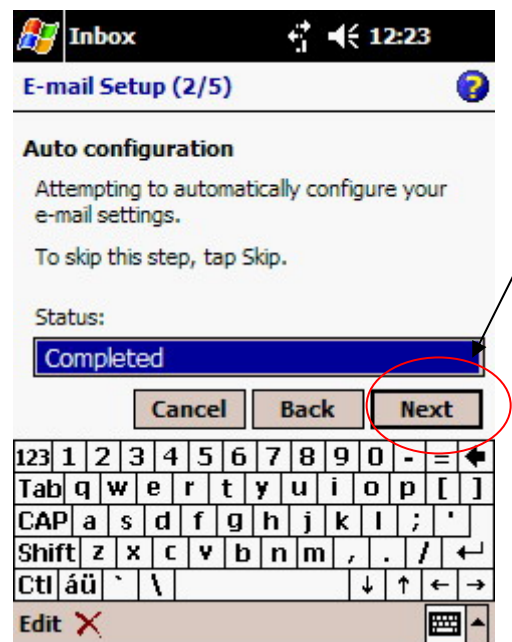 Inbox 12:23
E-mail Setup (2/5) ?
Auto configuration
Attempting to automatically configure your
e-mail settings.
To skip this step, tap Skip.
Status:
Completed
Cancel Back Next
123 1 2 3 4 5 6 7 8 9 0 - = 
Tab q w e r t y u i o p [ ]
CAP a s d f g h j k l ; '
Shift z x c v b n m , . / ↵
Ctl áü ` \ ↓ ↑ ← →
Edit